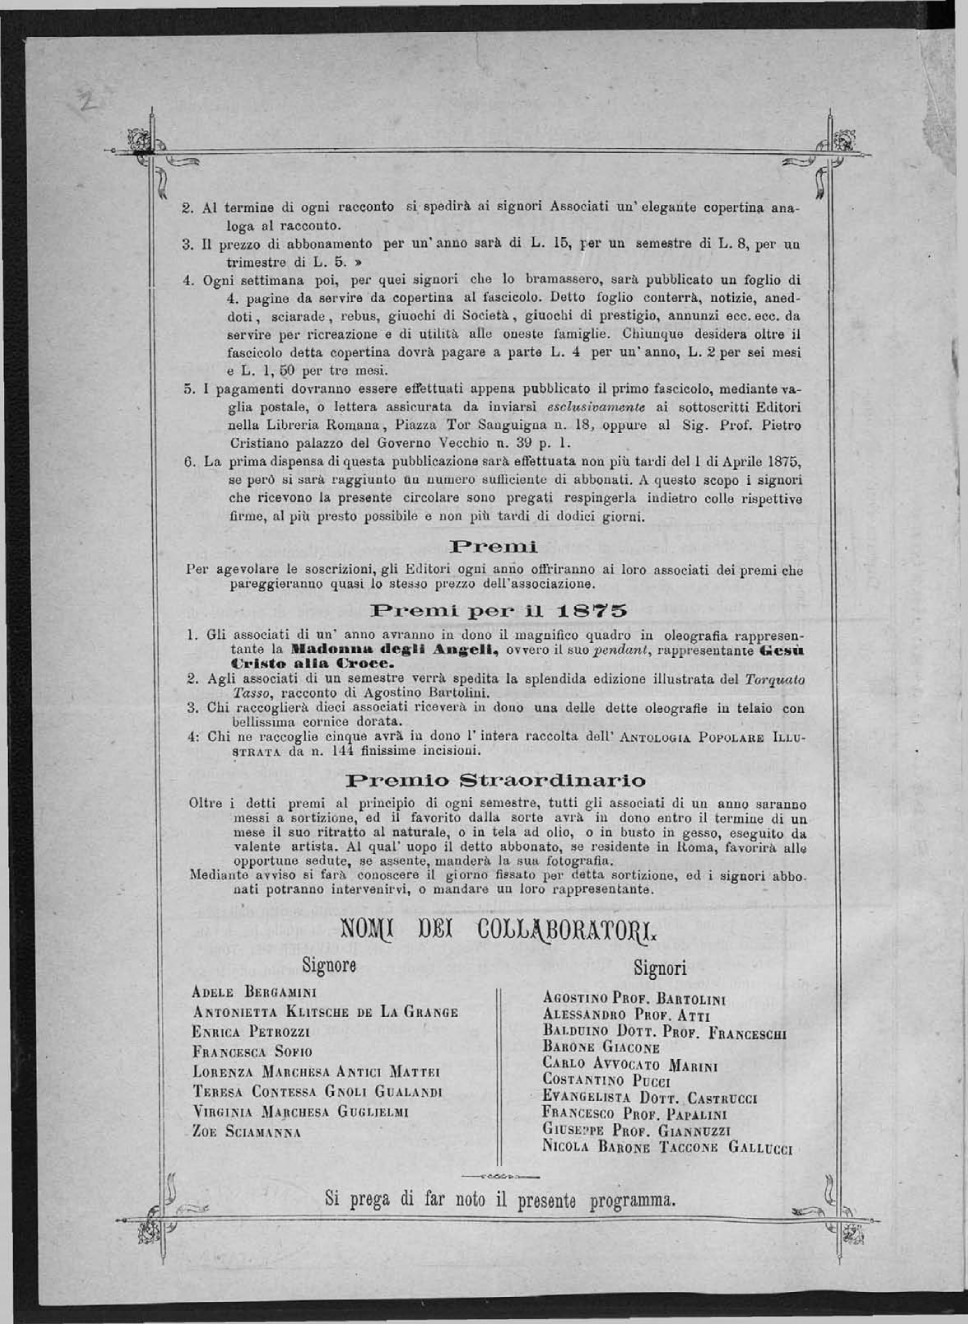 2
2. Al termine di ogni racconto si spedirà ai signori Associati un' elegante copertina ana-
loga al racconto.
3. Il prezzo di abbonamento per un' anno sarà di L. 15, per un semestre di L. 8, per un
trimestre di L. 5. »
4. Ogni settimana poi, per quei signori che lo bramassero, sarà pubblicato un foglio di
4. pagine da servire da copertina al fascicolo. Detto foglio conterrà, notizie, aned-
doti, sciarade, rebus, giuochi di Società, giuochi di prestigio, annunzi ecc. ecc. da
servire per ricreazione e di utilità alle oneste famiglie. Chiunque desidera oltre il
fascicolo detta copertina dovrà pagare a parte L. 4 per un' anno, L. 2 per sei mesi
e L. 1, 50 per tre mesi.
5. I pagamenti dovranno essere effettuati appena pubblicato il primo fascicolo, mediante va-
glia postale, o lettera assicurata da inviarsi esclusivamente ai sottoscritti Editori
nella Libreria Romana, Piazza Tor Sanguigna n. 18, oppure al Sig. Prof. Pietro
Cristiano palazzo del Governo Vecchio n. 39 p. 1.
6. La prima dispensa di questa pubblicazione sarà effettuata non più tardi del 1 di Aprile 1875,
se però si sarà raggiunto un numero sufficiente di abbonati. A questo scopo i signori
che ricevono la presente circolare sono pregati respingerla indietro colle rispettive
firme, al più presto possibile e non più tardi di dodici giorni.
Premi
Per agevolare le soscrizioni, gli Editori ogni anno offriranno ai loro associati dei premi che
pareggieranno quasi lo stesso prezzo dell'associazione.
Premi per il 1875
1. Gli associati di un' anno avranno in dono il magnifico quadro in oleografia rappresen-
tante la Madonna degli Angeli, ovvero il suo pendant, rappresentante Gesù
Cristo alla Croce.
2. Agli associati di un semestre verrà spedita la splendida edizione illustrata del Torquato
Tasso, racconto di Agostino Bartolini.
3. Chi raccoglierà dieci associati riceverà in dono una delle dette oleografie in telaio con
bellissima cornice dorata.
4: Chi ne raccoglie cinque avrà in dono l' intera raccolta dell' ANTOLOGIA POPOLARE ILLU-
STRATA da n. 144 finissime incisioni.
Premio Straordinario
Oltre i detti premi al principio di ogni semestre, tutti gli associati di un anno saranno
messi a sortizione, ed il favorito dalla sorte avrà in dono entro il termine di un
mese il suo ritratto al naturale, o in tela ad olio, o in busto in gesso, eseguito da
valente artista. Al qual' uopo il detto abbonato, se residente in Roma, favorirà alle
opportune sedute, se assente, manderà la sua fotografia.
Mediante avviso si farà conoscere il giorno fissato per detta sortizione, ed i signori abbo-
nati potranno intervenirvi, o mandare un loro rappresentante.
NOMI DEI COLLABORATORI.
Signore
ADELE BERGAMINI
ANTONIETTA KLITSCHE DE LA GRANGE
ENRICA PETROZZI
FRANCESCA SOFIO
LORENZA MARCHESA ANTICI MATTEI
TERESA CONTESSA GNOLI GUALANDI
VIRGINIA MARCHESA GUGLIELMI
ZOE SCIAMANNA
Signori
AGOSTINO PROF. BARTOLINI
ALESSANDRO PROF. ATTI
BALDUINO DOTT. PROF. FRANCESCHI
BARONE GIACONE
CARLO AVVOCATO MARINI
COSTANTINO PUCCI
EVANGELISTA DOTT. CASTRUCCI
FRANCESCO PROF. PAPALINI
GIUSEPPE PROF. GIANNUZZI
NICOLA BARONE TACCONE GALLUCCI
Si prega di far noto il presente programma.